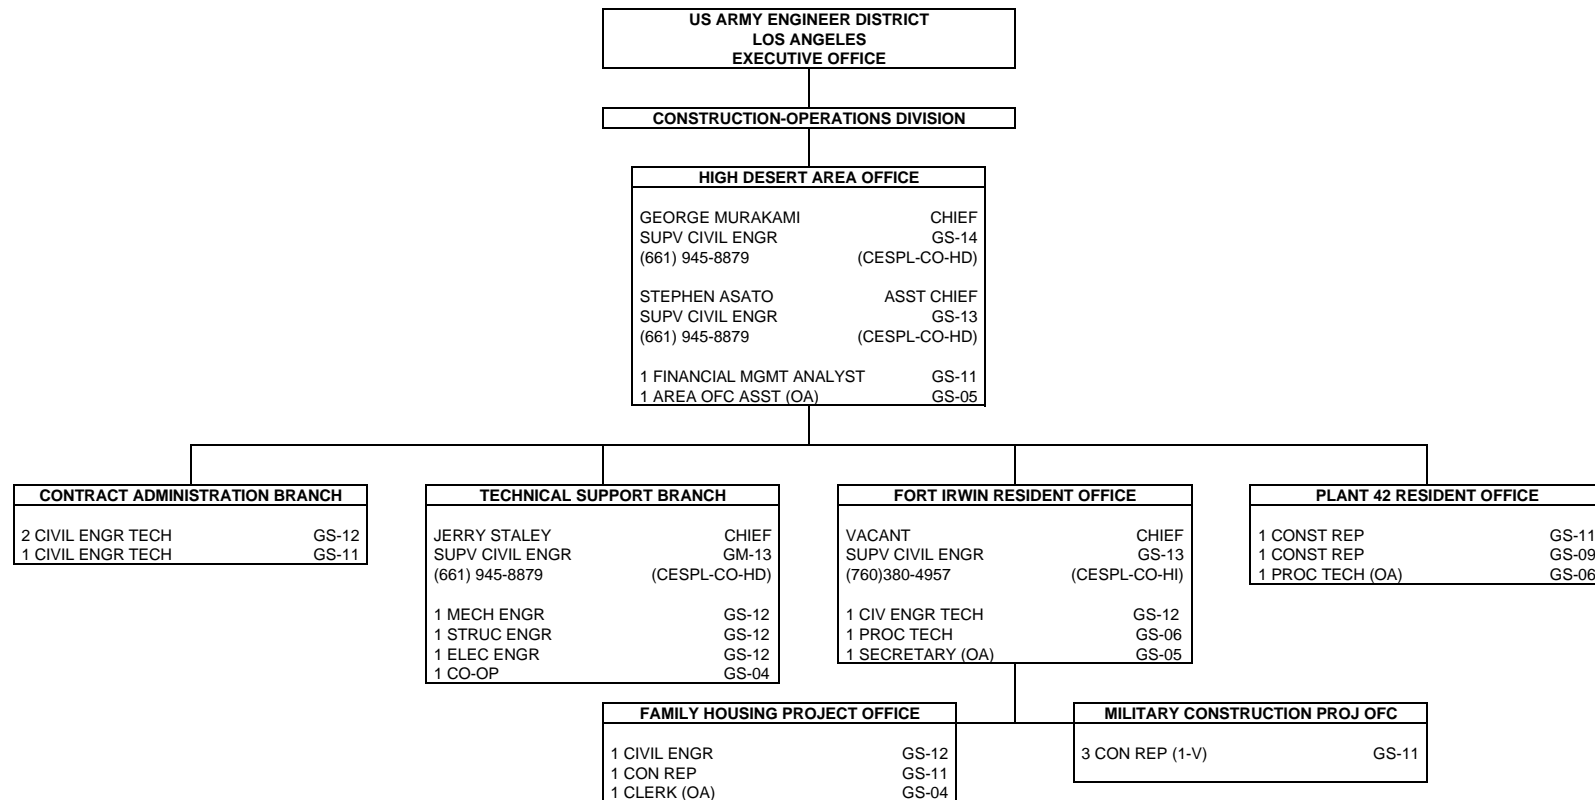 US ARMY ENGINEER DISTRICT
LOS ANGELES
EXECUTIVE OFFICE
CONSTRUCTION-OPERATIONS DIVISION
HIGH DESERT AREA OFFICE
GEORGE MURAKAMI CHIEF
SUPV CIVIL ENGR GS-14
(661) 945-8879 (CESPL-CO-HD)
STEPHEN ASATO ASST CHIEF
SUPV CIVIL ENGR GS-13
(661) 945-8879 (CESPL-CO-HD)
1 FINANCIAL MGMT ANALYST GS-11
1 AREA OFC ASST (OA) GS-05
CONTRACT ADMINISTRATION BRANCH
2 CIVIL ENGR TECH GS-12
1 CIVIL ENGR TECH GS-11
TECHNICAL SUPPORT BRANCH
JERRY STALEY CHIEF
SUPV CIVIL ENGR GM-13
(661) 945-8879 (CESPL-CO-HD)
1 MECH ENGR GS-12
1 STRUC ENGR GS-12
1 ELEC ENGR GS-12
1 CO-OP GS-04
FORT IRWIN RESIDENT OFFICE
VACANT CHIEF
SUPV CIVIL ENGR GS-13
(760)380-4957 (CESPL-CO-HI)
1 CIV ENGR TECH GS-12
1 PROC TECH GS-06
1 SECRETARY (OA) GS-05
PLANT 42 RESIDENT OFFICE
1 CONST REP GS-11
1 CONST REP GS-09
1 PROC TECH (OA) GS-06
FAMILY HOUSING PROJECT OFFICE
1 CIVIL ENGR GS-12
1 CON REP GS-11
1 CLERK (OA) GS-04
MILITARY CONSTRUCTION PROJ OFC
3 CON REP (1-V) GS-11